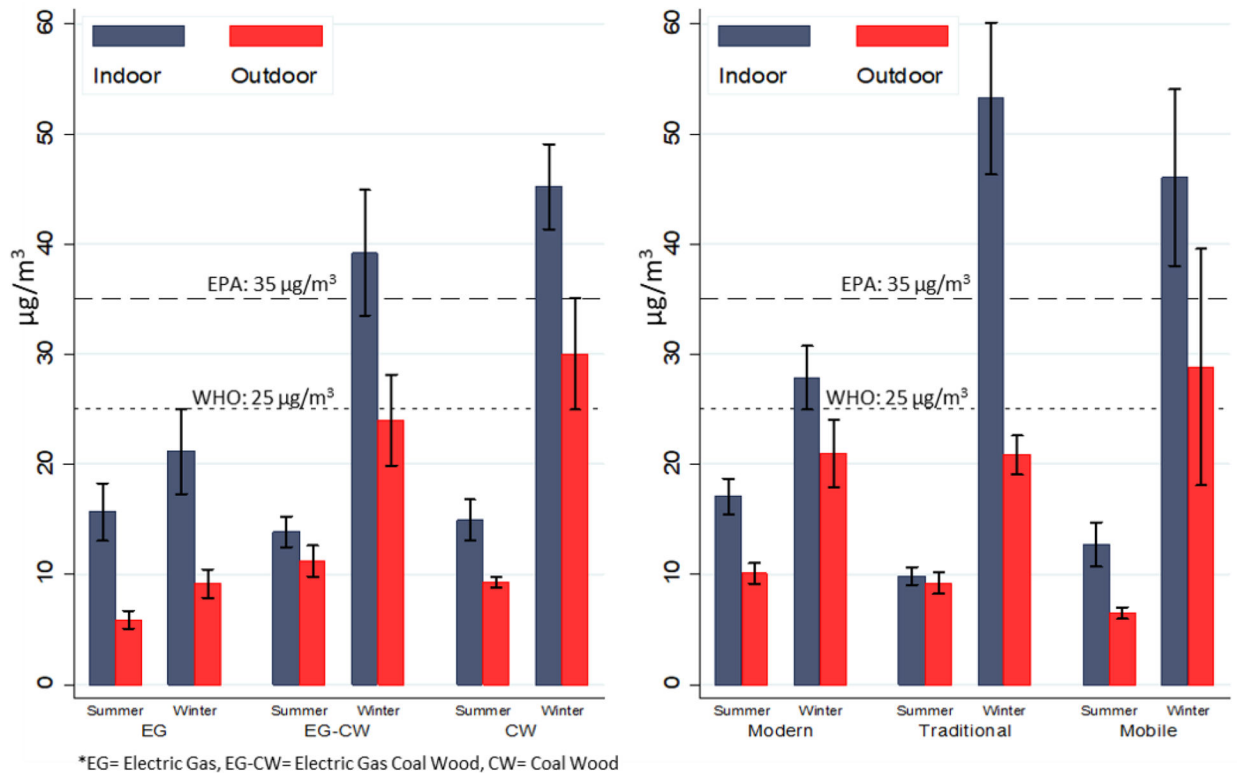 60
50
40
30
20
10
0
µg/m³
Indoor Outdoor
EPA: 35 µg/m³
WHO: 25 µg/m³
Summer Winter Summer Winter Summer Winter
EG EG-CW CW
60
50
40
30
20
10
0
µg/m³
Indoor Outdoor
EPA: 35 µg/m³
WHO: 25 µg/m³
Summer Winter Summer Winter Summer Winter
Modern Traditional Mobile
*EG= Electric Gas, EG-CW= Electric Gas Coal Wood, CW= Coal Wood